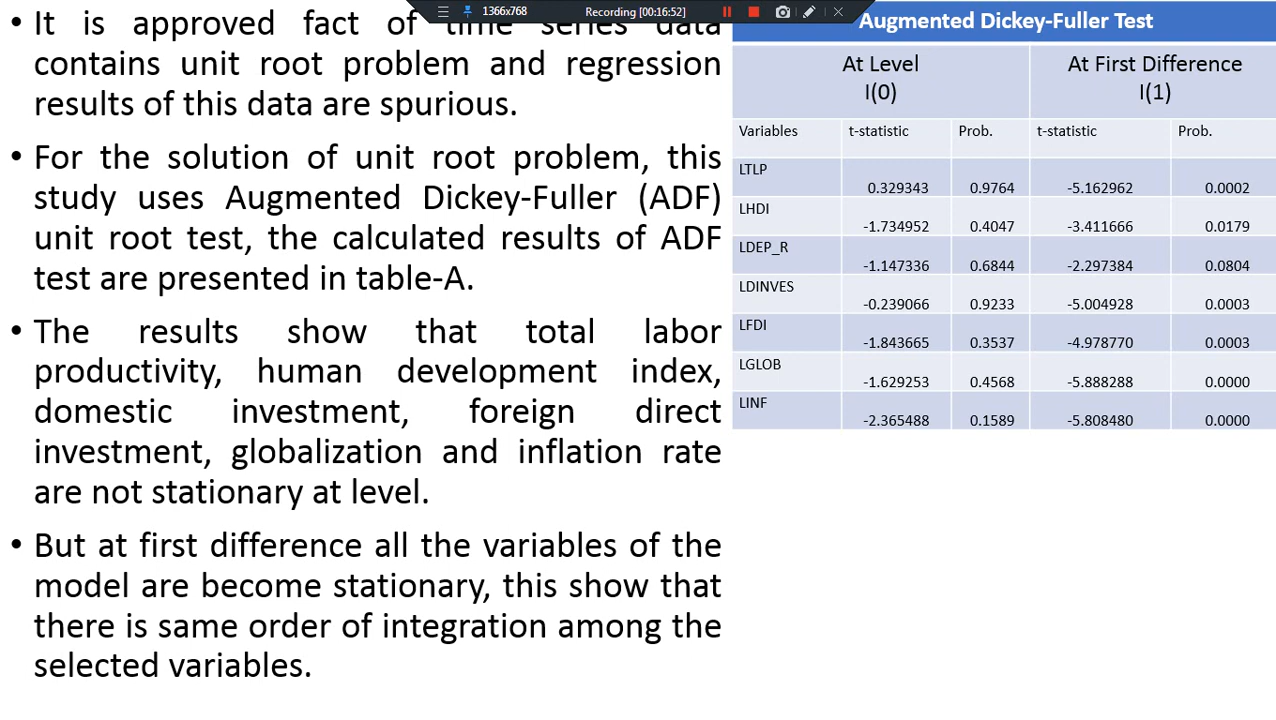 1366x768
Recording [00:16:52]
• It is approved fact of time series data
contains unit root problem and regression
results of this data are spurious.
• For the solution of unit root problem, this
study uses Augmented Dickey-Fuller (ADF)
unit root test, the calculated results of ADF
test are presented in table-A.
• The results show that total labor
productivity, human development index,
domestic investment, foreign direct
investment, globalization and inflation rate
are not stationary at level.
• But at first difference all the variables of the
model are become stationary, this show that
there is same order of integration among the
selected variables.
Augmented Dickey-Fuller Test
At Level At First Difference
I(0) I(1)
Variables t-statistic Prob. t-statistic Prob.
LTLP 0.329343 0.9764 -5.162962 0.0002
LHDI -1.734952 0.4047 -3.411666 0.0179
LDEP_R -1.147336 0.6844 -2.297384 0.0804
LDINVES -0.239066 0.9233 -5.004928 0.0003
LFDI -1.843665 0.3537 -4.978770 0.0003
LGLOB -1.629253 0.4568 -5.888288 0.0000
LINF -2.365488 0.1589 -5.808480 0.0000